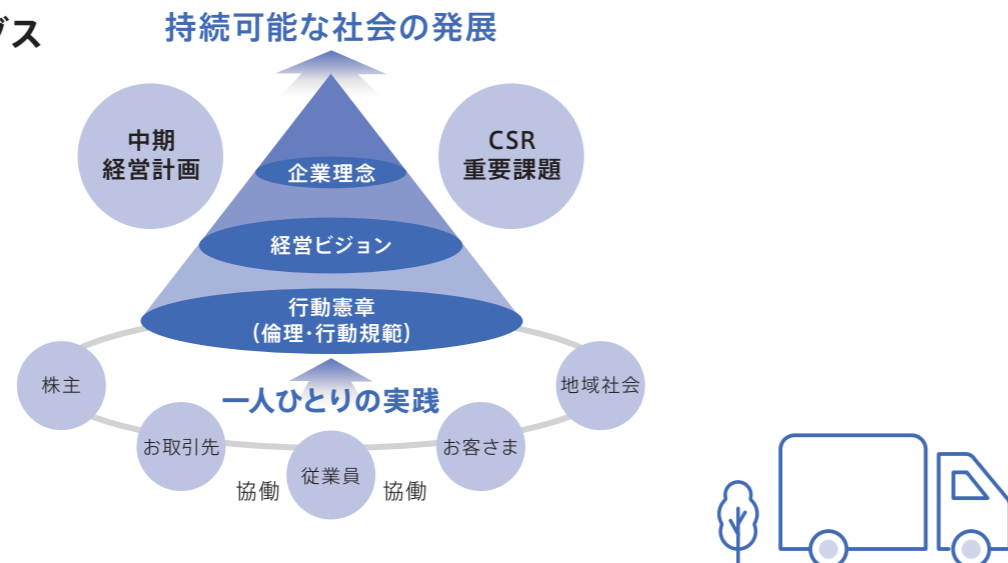 グス
持続可能な社会の発展
中期
経営計画
CSR
重要課題
企業理念
経営ビジョン
行動憲章
(倫理・行動規範)
一人ひとりの実践
株主
地域社会
お取引先
お客さま
従業員
協働
協働